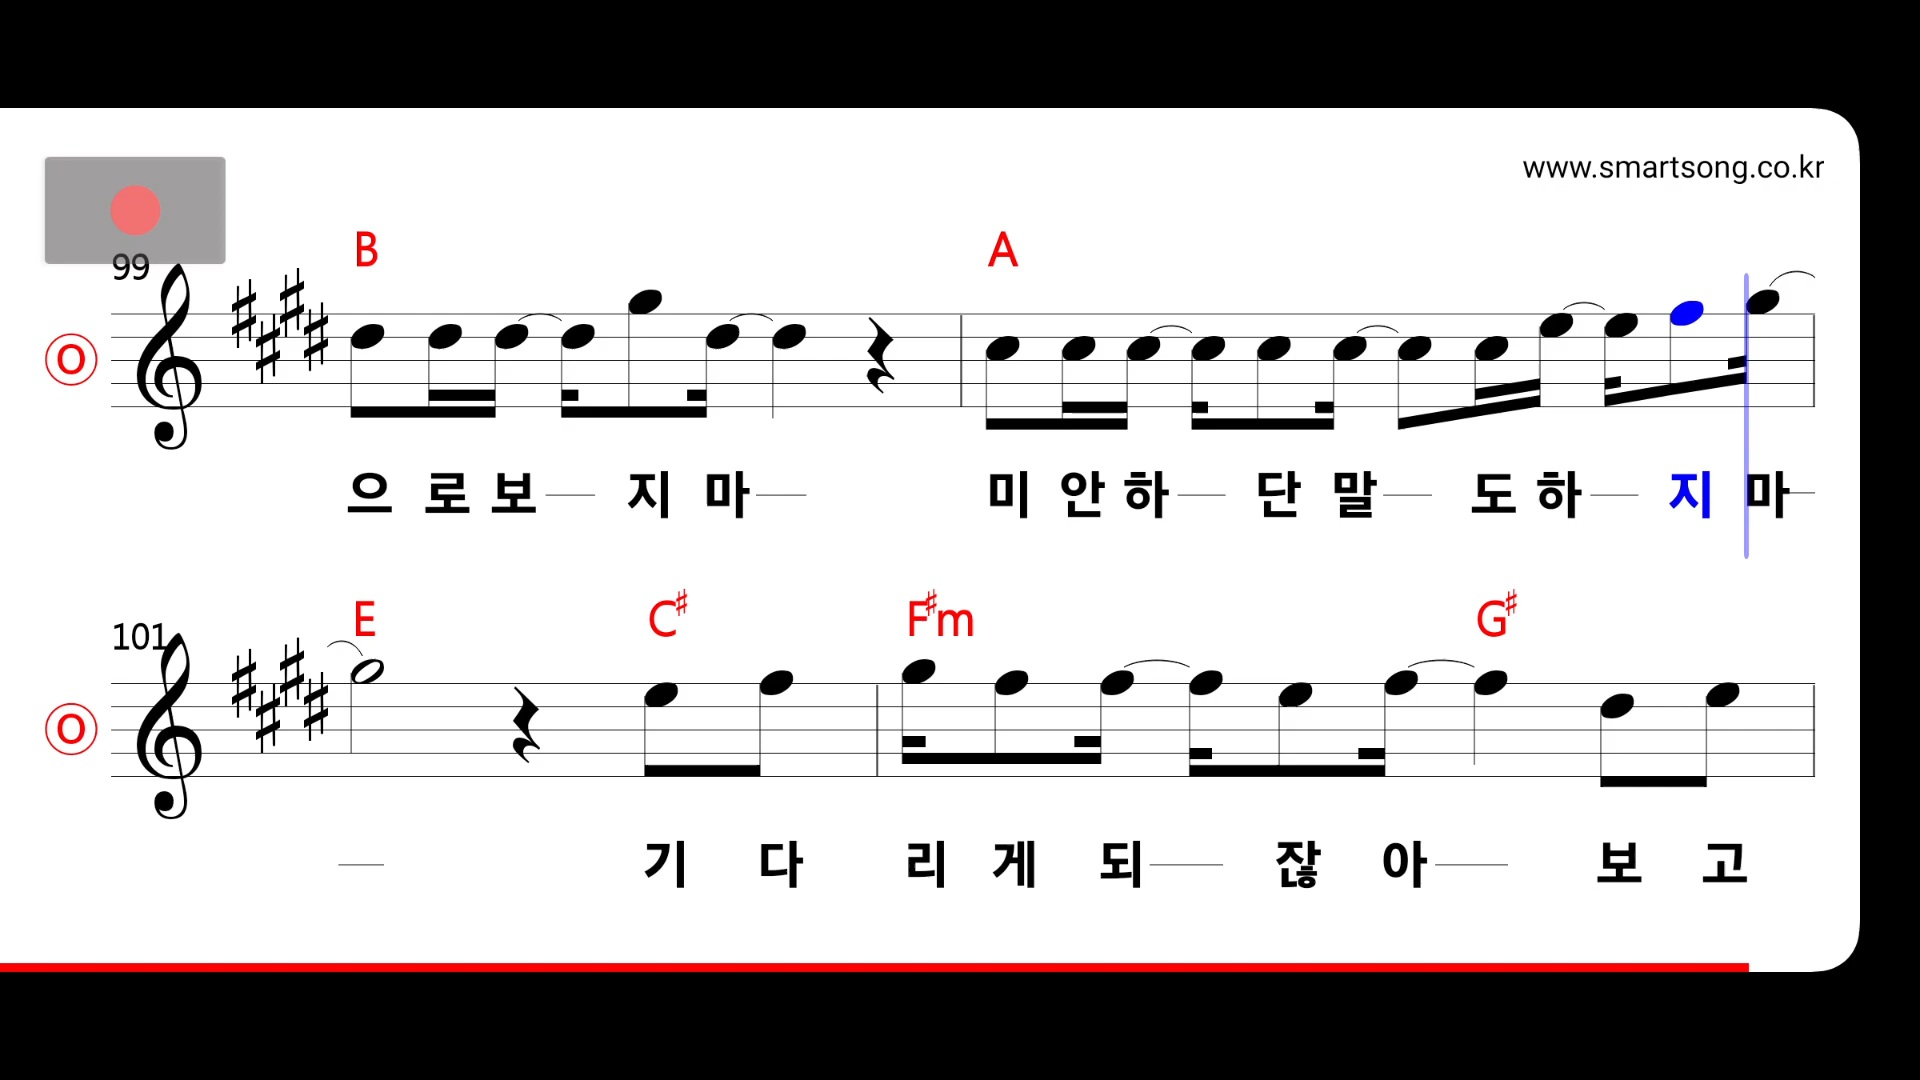 www.smartsong.co.kr
99
B A
O
으로보 지마 미안하 단말 도하 지마
101
E C♯ F♯m G♯
O
기다 리게되 잖아 보고